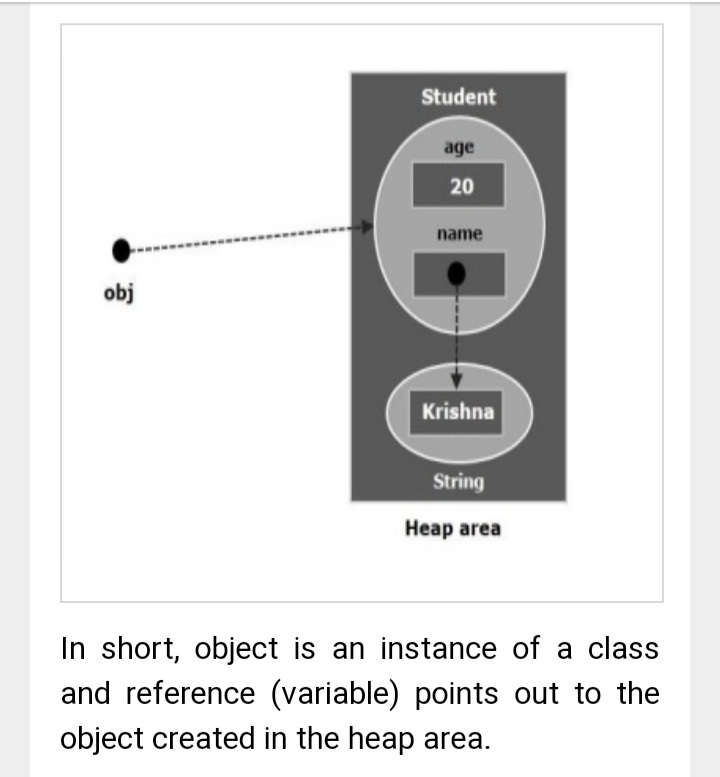 Student
age
20
name
obj
Krishna
String
Heap area
In short, object is an instance of a class
and reference (variable) points out to the
object created in the heap area.